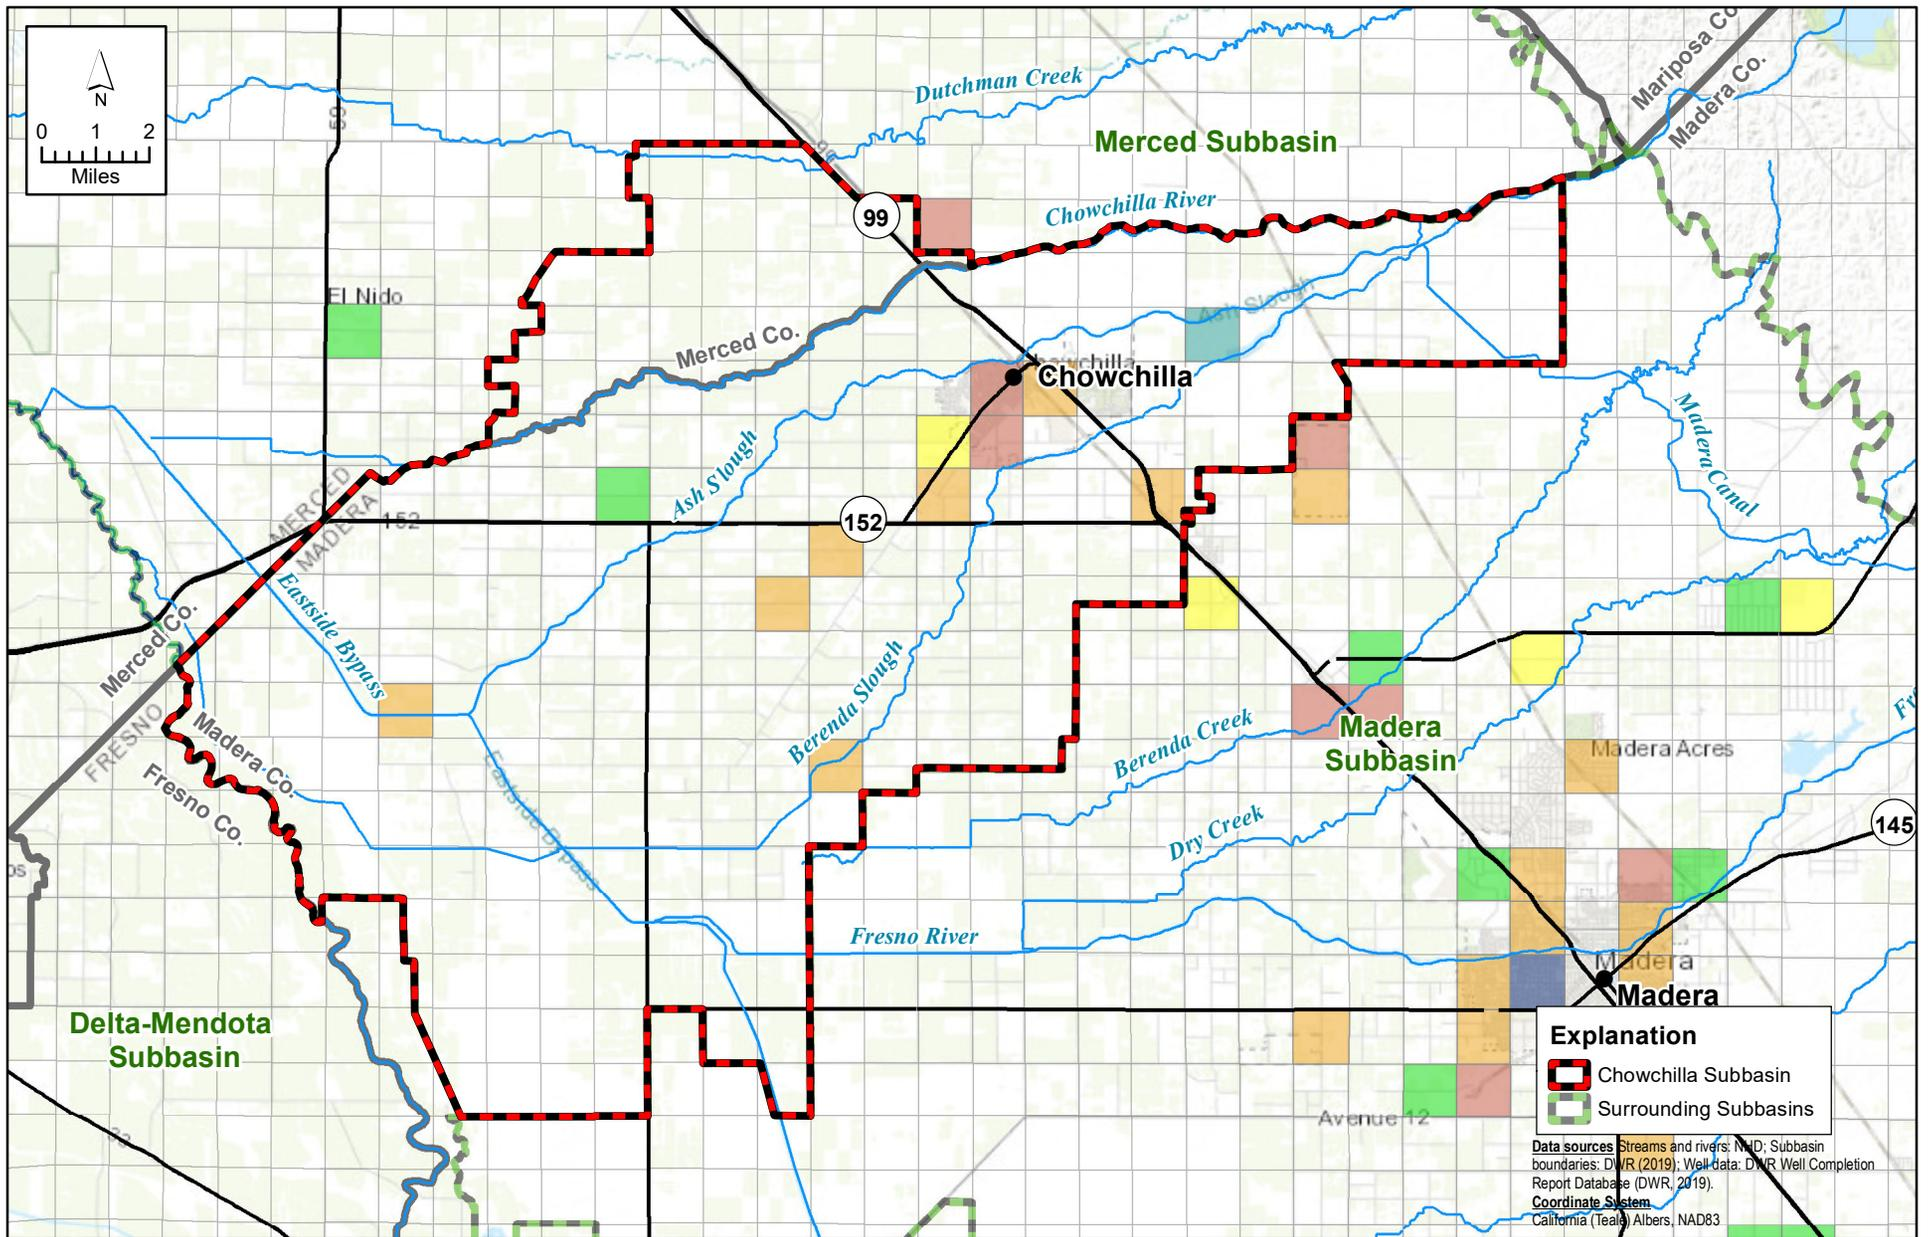 N
0 1 2
Miles
59
Dutchman Creek
Merced Subbasin
Mariposa Co.
Madera Co.
99
99
Chowchilla River
El Nido
Merced Co.
Ash Slough
Chowchilla
Chowchilla
Ash Slough
Madera Canal
MERCED
MADERA
152
152
Eastside Bypass
Merced Co.
FRESNO
Madera Co.
Fresno Co.
Eastside Bypass
Berenda Slough
Berenda Creek
Madera
Subbasin
Madera Acres
Dry Creek
145
Fresno River
Madera
Madera
Delta-Mendota
Subbasin
Avenue 12
33
Explanation
Chowchilla Subbasin
Surrounding Subbasins
Data sources Streams and rivers: NHD; Subbasin
boundaries: DWR (2019); Well data: DWR Well Completion
Report Database (DWR, 2019).
Coordinate System
California (Teale) Albers, NAD83